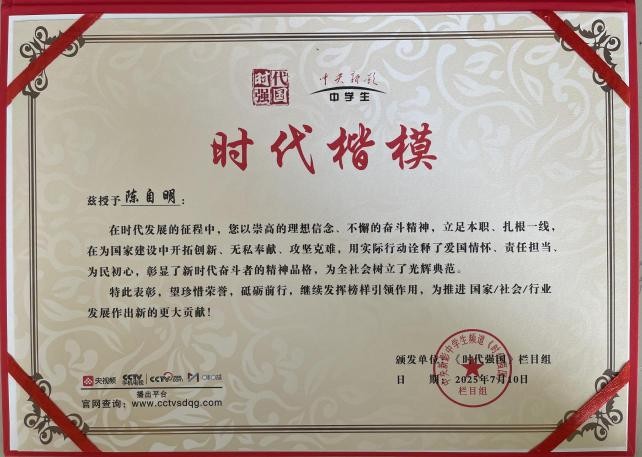 时代强国
中央新影
中学生
时代楷模
兹授予 陈自明：
在时代发展的征程中，您以崇高的理想信念、不懈的奋斗精神，立足本职、扎根一线，
在为国家建设中开拓创新、无私奉献、攻坚克难，用实际行动诠释了爱国情怀、责任担当、
为民初心，彰显了新时代奋斗者的精神品格，为全社会树立了光辉典范。
特此表彰，望珍惜荣誉，砥砺前行，继续发挥榜样引领作用，为推进 国家/社会/行业
发展作出新的更大贡献！
颁发单位：《时代强国》栏目组
日 期 2025年7月10日
栏目组
央视频 CCTV CCTV
播出平台
官网查询：www.cctvsdqg.com